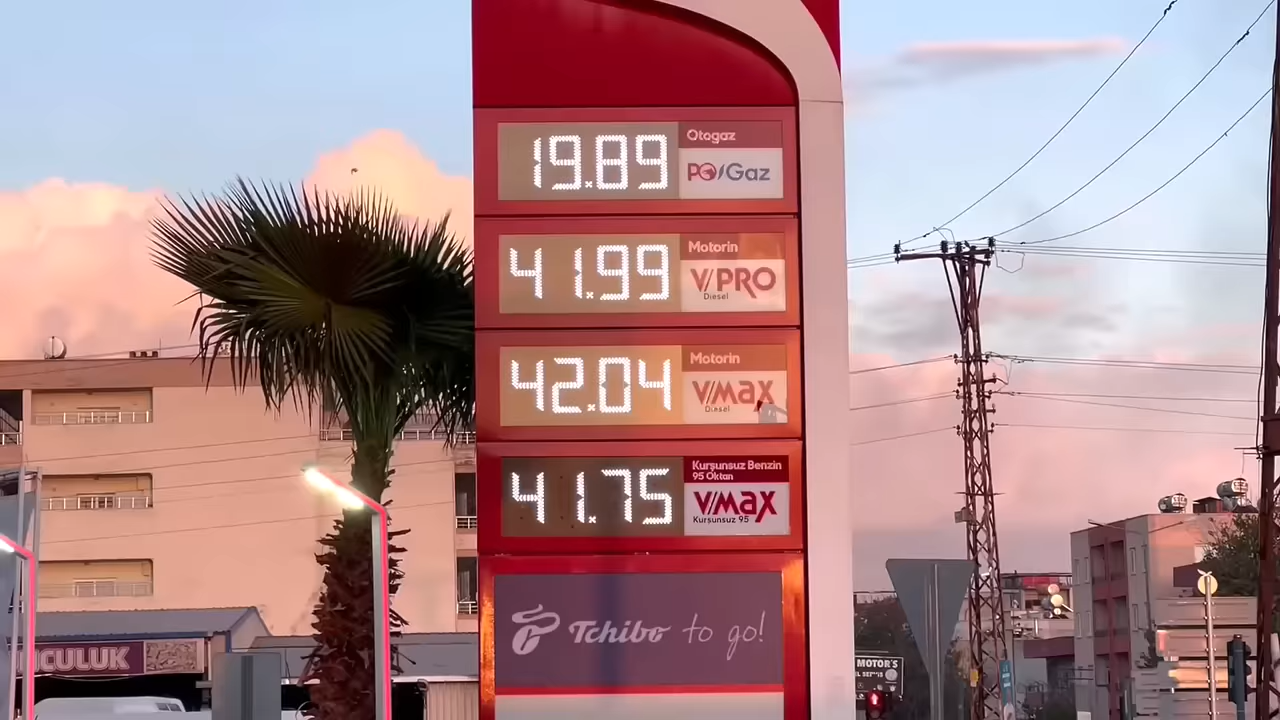 19.89
Otogaz
PO/Gaz
41.99
Motorin
V/PRO
Diesel
42.04
Motorin
V/MAX
Diesel
41.75
Kurşunsuz Benzin
95 Oktan
V/MAX
Kurşunsuz 95
Tchibo to go!
UCULUK
MOTOR'S